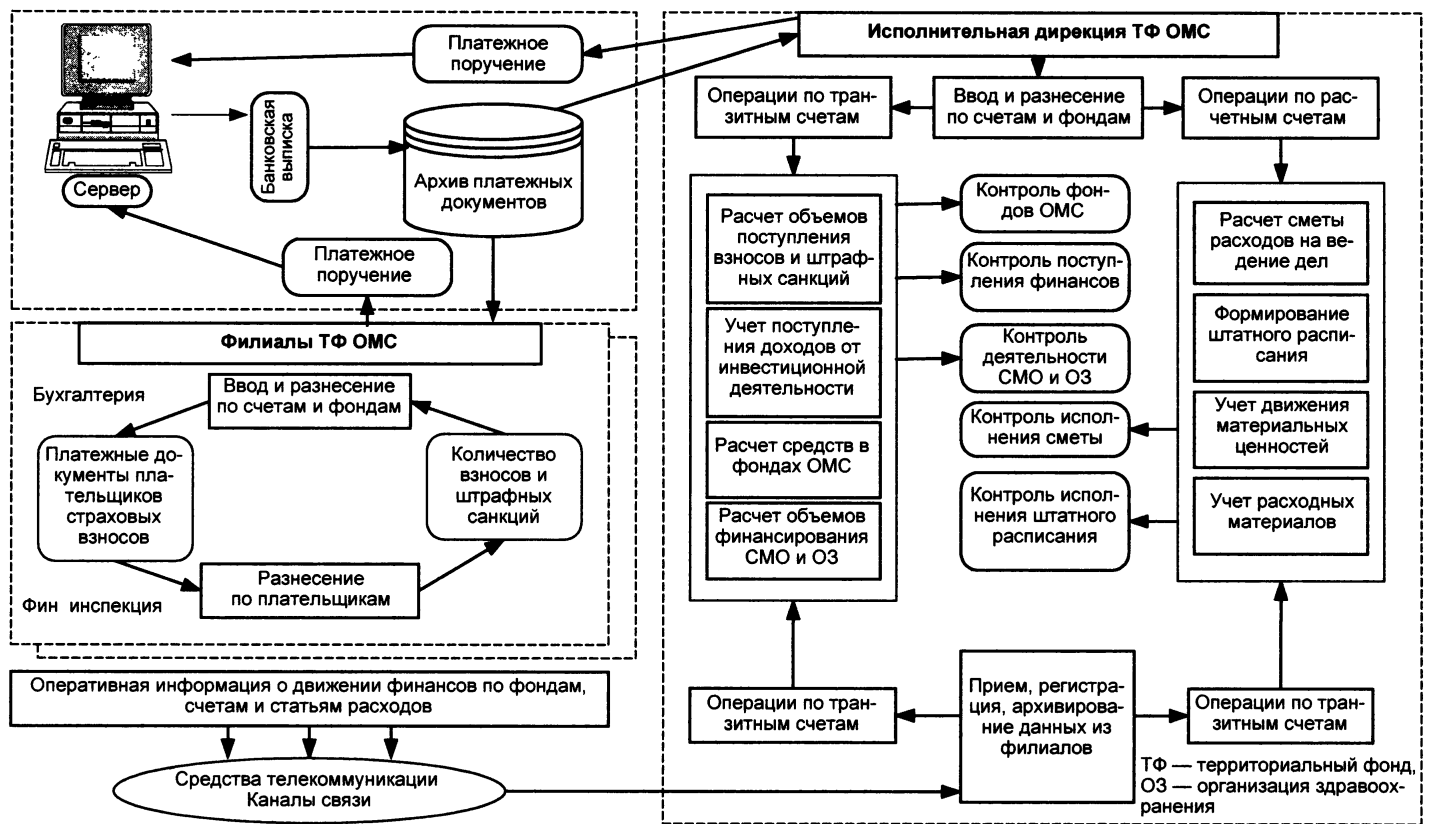 Платежное
поручение
Банковская
выписка
Сервер
Архив платежных
документов
Платежное
поручение
Филиалы ТФ ОМС
Бухгалтерия
Ввод и разнесение
по счетам и фондам
Платежные до-
кументы пла-
тельщиков
страховых
взносов
Количество
взносов и
штрафных
санкций
Разнесение
по плательщикам
Фин инспекция
Оперативная информация о движении финансов по фондам,
счетам и статьям расходов
Средства телекоммуникации
Каналы связи
Исполнительная дирекция ТФ ОМС
Операции по тран-
зитным счетам
Ввод и разнесение
по счетам и фондам
Операции по рас-
четным счетам
Расчет объемов
поступления
взносов и штраф-
ных санкций
Учет поступле-
ния доходов от
инвестиционной
деятельности
Расчет средств в
фондах ОМС
Расчет объемов
финансирования
СМО и ОЗ
Контроль фон-
дов ОМС
Контроль поступ-
ления финансов
Контроль
деятельности
СМО и ОЗ
Контроль испол-
нения сметы
Контроль испол-
нения штатного
расписания
Расчет сметы
расходов на ве-
дение дел
Формирование
штатного распи-
сания
Учет движения
материальных
ценностей
Учет расходных
материалов
Операции по тран-
зитным счетам
Прием, регистра-
ция, архивирова-
ние данных из
филиалов
Операции по тран-
зитным счетам
ТФ — территориальный фонд,
ОЗ — организация здравоох-
ранения